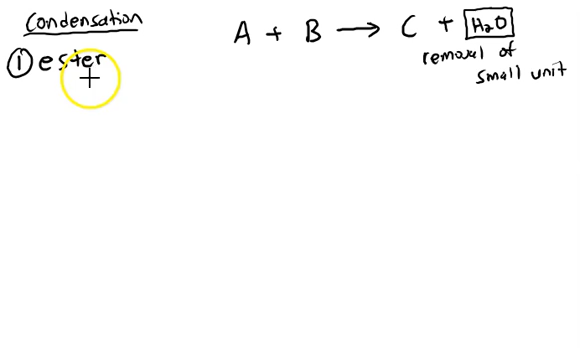 Condensation
A + B → C + H₂O
removal of
small unit
① ester